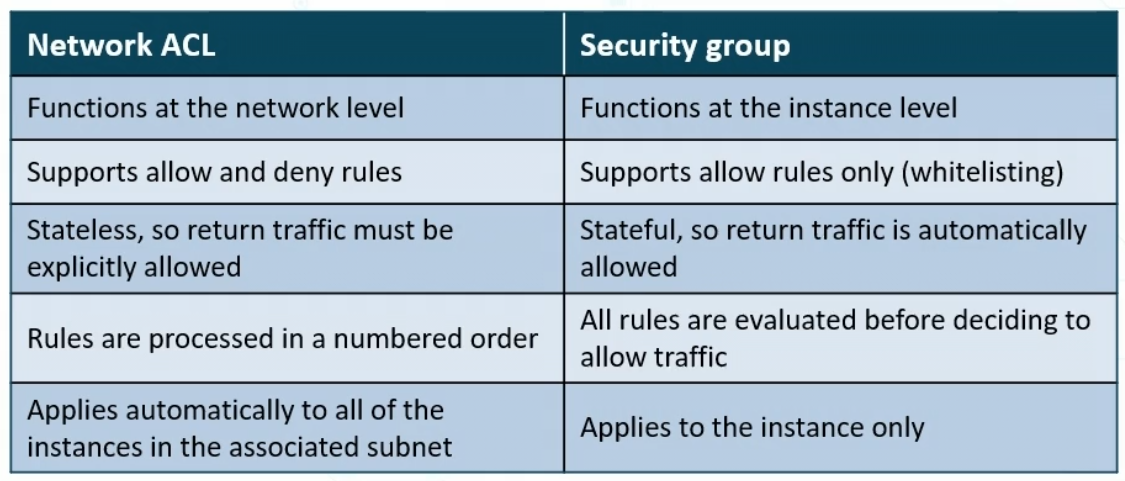 Network ACL
Security group
Functions at the network level
Functions at the instance level
Supports allow and deny rules
Supports allow rules only (whitelisting)
Stateless, so return traffic must be
explicitly allowed
Stateful, so return traffic is automatically
allowed
Rules are processed in a numbered order
All rules are evaluated before deciding to
allow traffic
Applies automatically to all of the
instances in the associated subnet
Applies to the instance only